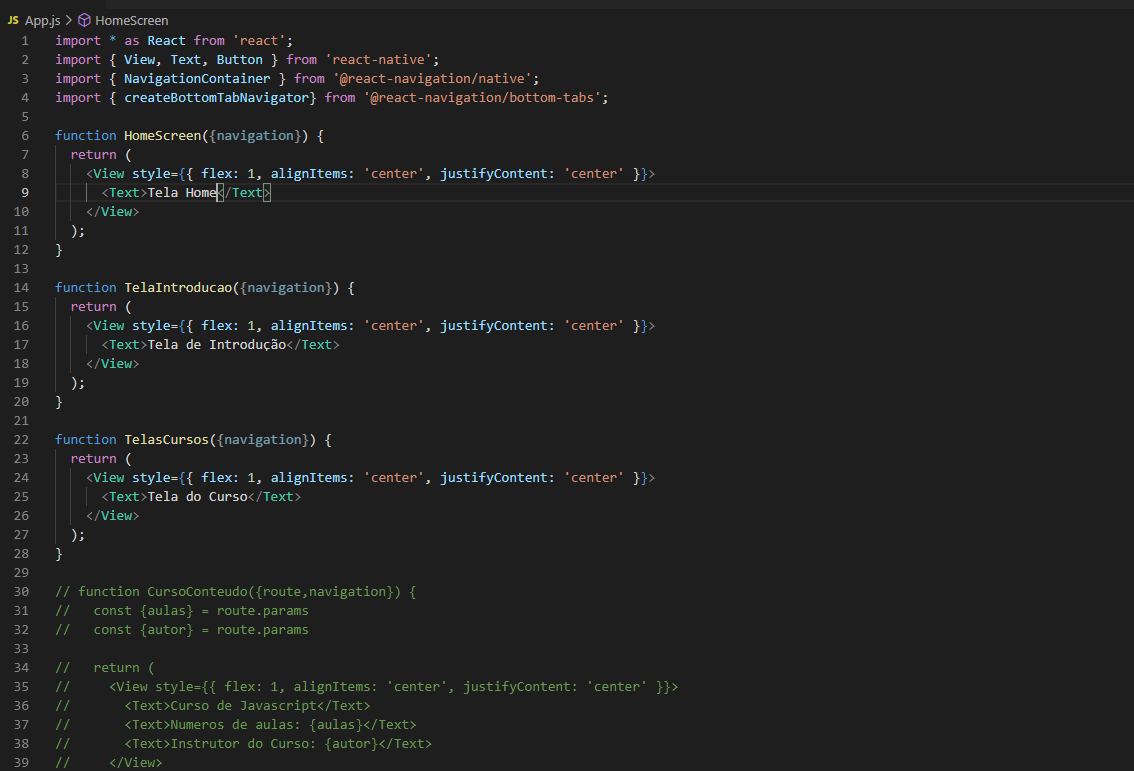 JS App.js > HomeScreen
1 import * as React from 'react';
2 import { View, Text, Button } from 'react-native';
3 import { NavigationContainer } from '@react-navigation/native';
4 import { createBottomTabNavigator} from '@react-navigation/bottom-tabs';
5
6 function HomeScreen({navigation}) {
7   return (
8     <View style={{ flex: 1, alignItems: 'center', justifyContent: 'center' }}>
9       <Text>Tela Home</Text>
10     </View>
11   );
12 }
13
14 function TelaIntroducao({navigation}) {
15   return (
16     <View style={{ flex: 1, alignItems: 'center', justifyContent: 'center' }}>
17       <Text>Tela de Introdução</Text>
18     </View>
19   );
20 }
21
22 function TelasCursos({navigation}) {
23   return (
24     <View style={{ flex: 1, alignItems: 'center', justifyContent: 'center' }}>
25       <Text>Tela do Curso</Text>
26     </View>
27   );
28 }
29
30 // function CursoConteudo({route,navigation}) {
31 //   const {aulas} = route.params
32 //   const {autor} = route.params
33
34 //   return (
35 //     <View style={{ flex: 1, alignItems: 'center', justifyContent: 'center' }}>
36 //       <Text>Curso de Javascript</Text>
37 //       <Text>Numeros de aulas: {aulas}</Text>
38 //       <Text>Instrutor do Curso: {autor}</Text>
39 //     </View>